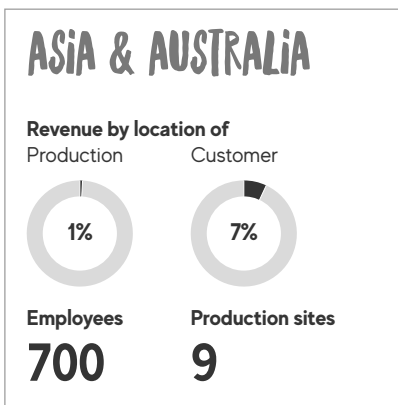 ASiA & AUSTRALiA
Revenue by location of
Production Customer
1% 7%
Employees Production sites
700 9